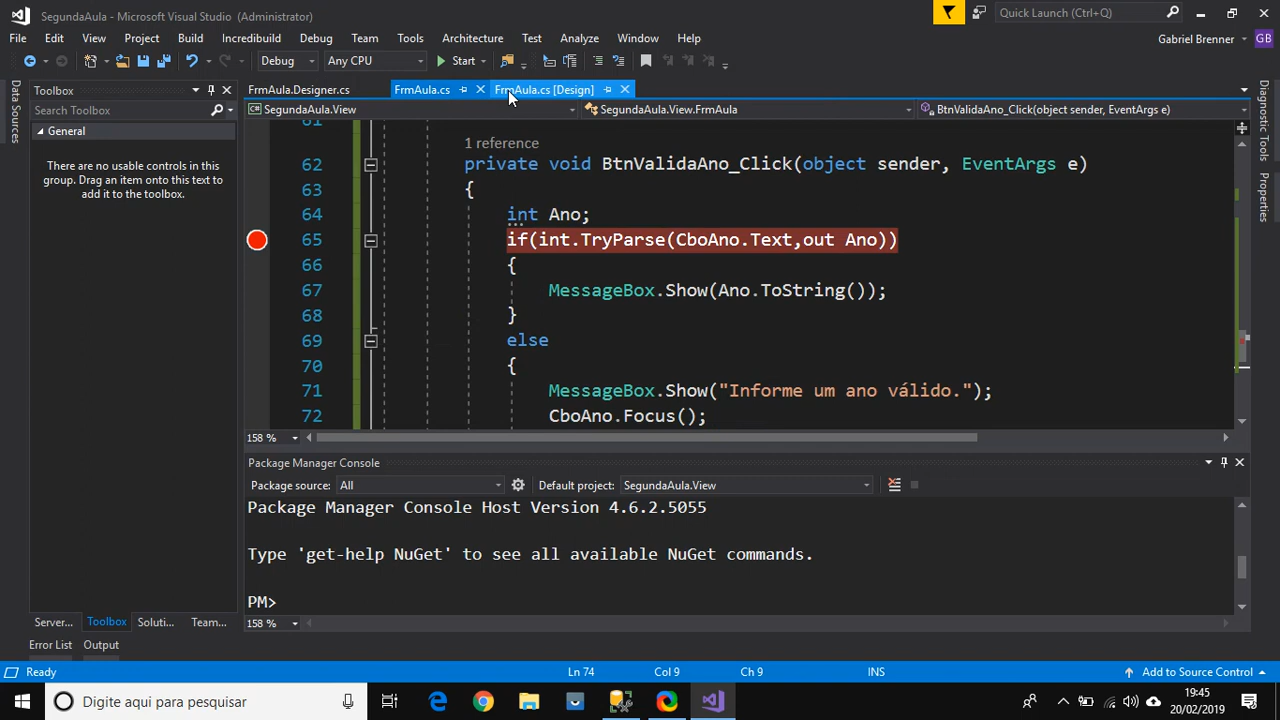 SegundaAula - Microsoft Visual Studio (Administrator)
Quick Launch (Ctrl+Q)
File Edit View Project Build Incredibuild Debug Team Tools Architecture Test Analyze Window Help
Gabriel Brenner GB
Debug Any CPU Start
Data Sources
Toolbox
Search Toolbox
General
There are no usable controls in this
group. Drag an item onto this text to
add it to the toolbox.
FrmAula.Designer.cs FrmAula.cs FrmAula.cs [Design]
SegundaAula.View SegundaAula.View.FrmAula BtnValidaAno_Click(object sender, EventArgs e)
61
1 reference
62 private void BtnValidaAno_Click(object sender, EventArgs e)
63 {
64 int Ano;
65 if(int.TryParse(CboAno.Text,out Ano))
66 {
67 MessageBox.Show(Ano.ToString());
68 }
69 else
70 {
71 MessageBox.Show("Informe um ano válido.");
72 CboAno.Focus();
158 %
Diagnostic Tools
Properties
Package Manager Console
Package source: All Default project: SegundaAula.View
Package Manager Console Host Version 4.6.2.5055
Type 'get-help NuGet' to see all available NuGet commands.
PM>
158 %
Server... Toolbox Soluti... Team...
Error List Output
Ready Ln 74 Col 9 Ch 9 INS Add to Source Control
Digite aqui para pesquisar
19:45
20/02/2019